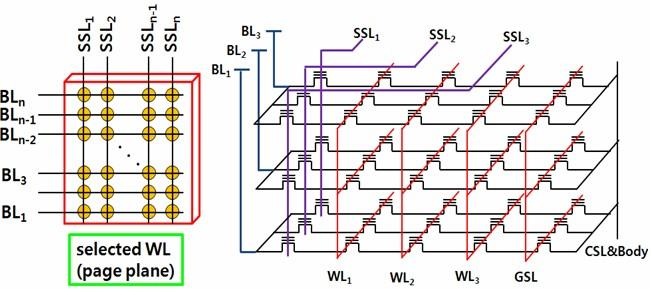 SSL1 SSL2 SSLn-1 SSLn
BLn
BLn-1
BLn-2
BL3
BL1
selected WL
(page plane)
BL3
BL2
BL1
SSL1 SSL2 SSL3
WL1 WL2 WL3 GSL
CSL&Body